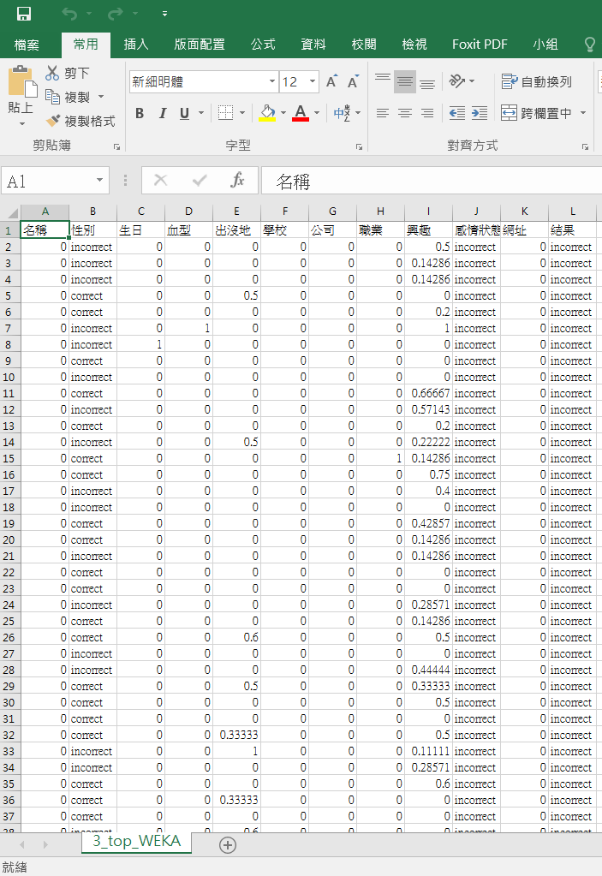 檔案 常用 插入 版面配置 公式 資料 校閱 檢視 Foxit PDF 小組
貼上 剪下 複製 複製格式 剪貼簿
新細明體 12 A A
B I U A 中 字型
自動換列 跨欄置中 對齊方式
A1 fx 名稱
A B C D E F G H I J K L
1 名稱 性別 生日 血型 出沒地 學校 公司 職業 興趣 感情狀態 網址 結果
2 0 incorrect 0 0 0 0 0 0 0.5 incorrect 0 incorrect
3 0 incorrect 0 0 0 0 0 0 0.14286 incorrect 0 incorrect
4 0 incorrect 0 0 0 0 0 0 0.14286 incorrect 0 incorrect
5 0 correct 0 0 0.5 0 0 0 0 incorrect 0 incorrect
6 0 correct 0 0 0 0 0 0 0.2 incorrect 0 incorrect
7 0 incorrect 0 1 0 0 0 0 1 incorrect 0 incorrect
8 0 incorrect 1 0 0 0 0 0 0 incorrect 0 incorrect
9 0 correct 0 0 0 0 0 0 0 incorrect 0 incorrect
10 0 incorrect 0 0 0 0 0 0 0 incorrect 0 incorrect
11 0 correct 0 0 0 0 0 0 0.66667 incorrect 0 incorrect
12 0 incorrect 0 0 0 0 0 0 0.57143 incorrect 0 incorrect
13 0 correct 0 0 0 0 0 0 0.2 incorrect 0 incorrect
14 0 incorrect 0 0 0.5 0 0 0 0.22222 incorrect 0 incorrect
15 0 correct 0 0 0 0 0 1 0.14286 incorrect 0 incorrect
16 0 correct 0 0 0 0 0 0 0.75 incorrect 0 incorrect
17 0 incorrect 0 0 0 0 0 0 0.4 incorrect 0 incorrect
18 0 incorrect 0 0 0 0 0 0 0 incorrect 0 incorrect
19 0 correct 0 0 0 0 0 0 0.42857 incorrect 0 incorrect
20 0 correct 0 0 0 0 0 0 0.14286 incorrect 0 incorrect
21 0 incorrect 0 0 0 0 0 0 0.14286 incorrect 0 incorrect
22 0 correct 0 0 0 0 0 0 0 incorrect 0 incorrect
23 0 correct 0 0 0 0 0 0 0 incorrect 0 incorrect
24 0 incorrect 0 0 0 0 0 0 0.28571 incorrect 0 incorrect
25 0 correct 0 0 0 0 0 0 0.14286 incorrect 0 incorrect
26 0 correct 0 0 0.6 0 0 0 0.5 incorrect 0 incorrect
27 0 incorrect 0 0 0 0 0 0 0 incorrect 0 incorrect
28 0 incorrect 0 0 0 0 0 0 0.44444 incorrect 0 incorrect
29 0 correct 0 0 0.5 0 0 0 0.33333 incorrect 0 incorrect
30 0 correct 0 0 0 0 0 0 0.5 incorrect 0 incorrect
31 0 correct 0 0 0 0 0 0 0 incorrect 0 incorrect
32 0 correct 0 0 0.33333 0 0 0 0.5 incorrect 0 incorrect
33 0 incorrect 0 0 1 0 0 0 0.11111 incorrect 0 incorrect
34 0 incorrect 0 0 0 0 0 0 0.28571 incorrect 0 incorrect
35 0 correct 0 0 0 0 0 0 0.6 incorrect 0 incorrect
36 0 correct 0 0 0.33333 0 0 0 0 incorrect 0 incorrect
37 0 correct 0 0 0 0 0 0 0 incorrect 0 incorrect
3_top_WEKA
就緒